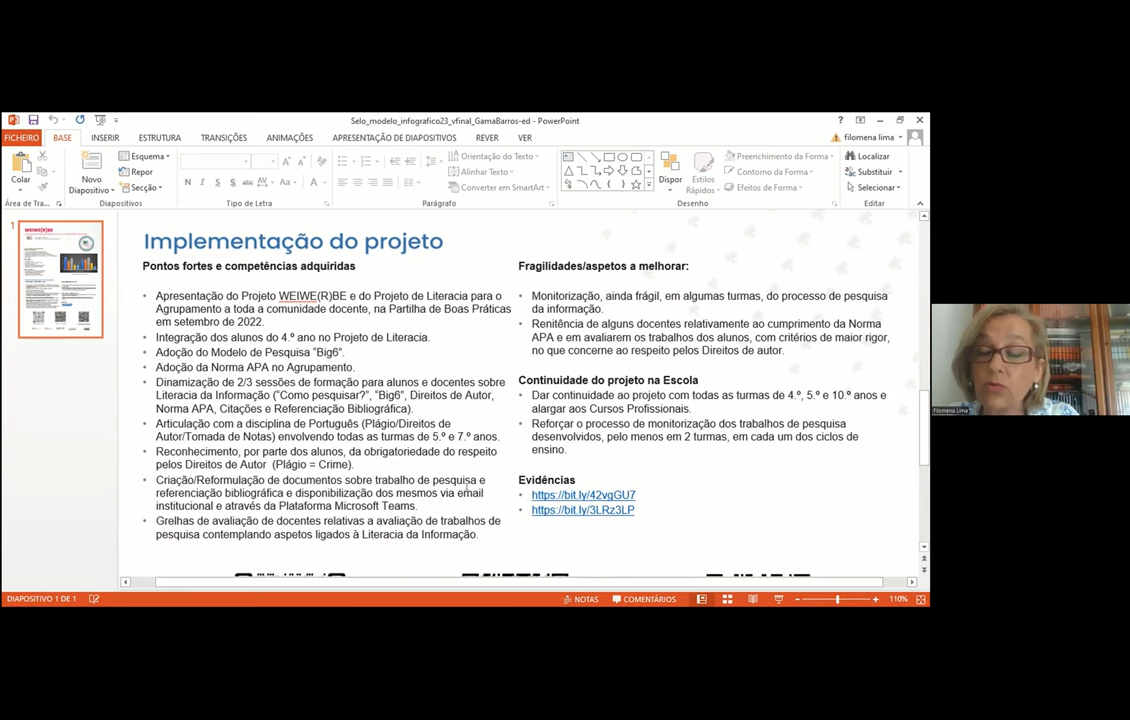 Selo_modelo_infografico23_vfinal_GamaBarros-ed - PowerPoint
FICHEIRO BASE INSERIR ESTRUTURA TRANSIÇÕES ANIMAÇÕES APRESENTAÇÃO DE DIAPOSITIVOS REVER VER filomena lima
Colar
Novo
Diapositivo
Esquema
Repor
Secção
N I S abc AV Aa A
Orientação do Texto
Alinhar Texto
Converter em SmartArt
Dispor
Estilos
Rápidos
Preenchimento da Forma
Contorno da Forma
Efeitos de Forma
Localizar
Substituir
Selecionar
Área de Tra... Diapositivos Tipo de Letra Parágrafo Desenho Editar
1
Implementação do projeto
Pontos fortes e competências adquiridas
• Apresentação do Projeto WEIWE(R)BE e do Projeto de Literacia para o
Agrupamento a toda a comunidade docente, na Partilha de Boas Práticas
em setembro de 2022.
• Integração dos alunos do 4.º ano no Projeto de Literacia.
• Adoção do Modelo de Pesquisa “Big6”.
• Adoção da Norma APA no Agrupamento.
• Dinamização de 2/3 sessões de formação para alunos e docentes sobre
Literacia da Informação (“Como pesquisar?”, “Big6”, Direitos de Autor,
Norma APA, Citações e Referenciação Bibliográfica).
• Articulação com a disciplina de Português (Plágio/Direitos de
Autor/Tomada de Notas) envolvendo todas as turmas de 5.º e 7.º anos.
• Reconhecimento, por parte dos alunos, da obrigatoriedade do respeito
pelos Direitos de Autor (Plágio = Crime).
• Criação/Reformulação de documentos sobre trabalho de pesquisa e
referenciação bibliográfica e disponibilização dos mesmos via email
institucional e através da Plataforma Microsoft Teams.
• Grelhas de avaliação de docentes relativas a avaliação de trabalhos de
pesquisa contemplando aspetos ligados à Literacia da Informação.
Fragilidades/aspetos a melhorar:
• Monitorização, ainda frágil, em algumas turmas, do processo de pesquisa
da informação.
• Renitência de alguns docentes relativamente ao cumprimento da Norma
APA e em avaliarem os trabalhos dos alunos, com critérios de maior rigor,
no que concerne ao respeito pelos Direitos de autor.
Continuidade do projeto na Escola
• Dar continuidade ao projeto com todas as turmas de 4.º, 5.º e 10.º anos e
alargar aos Cursos Profissionais.
• Reforçar o processo de monitorização dos trabalhos de pesquisa
desenvolvidos, pelo menos em 2 turmas, em cada um dos ciclos de
ensino.
Evidências
• https://bit.ly/42vgGU7
• https://bit.ly/3LRz3LP
Filomena Lima
DIAPOSITIVO 1 DE 1 NOTAS COMENTÁRIOS 110%